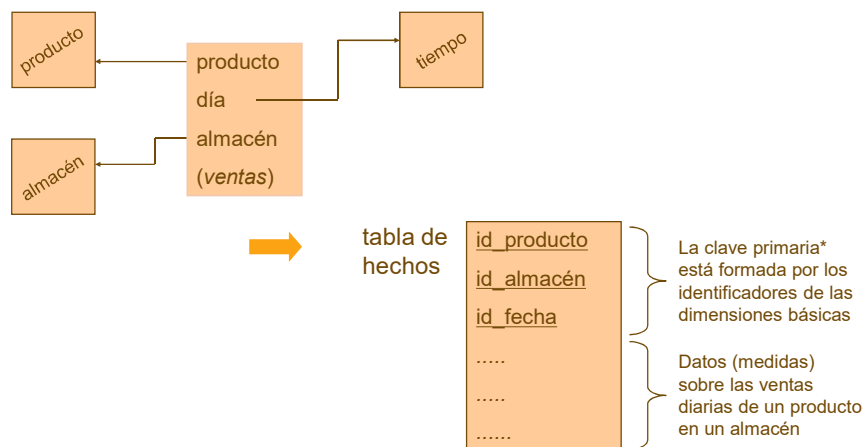 producto
producto
día
almacén
(ventas)
tiempo
almacén
tabla de
hechos
id_producto
id_almacén
id_fecha
.....
.....
......
La clave primaria*
está formada por los
identificadores de las
dimensiones básicas
Datos (medidas)
sobre las ventas
diarias de un producto
en un almacén